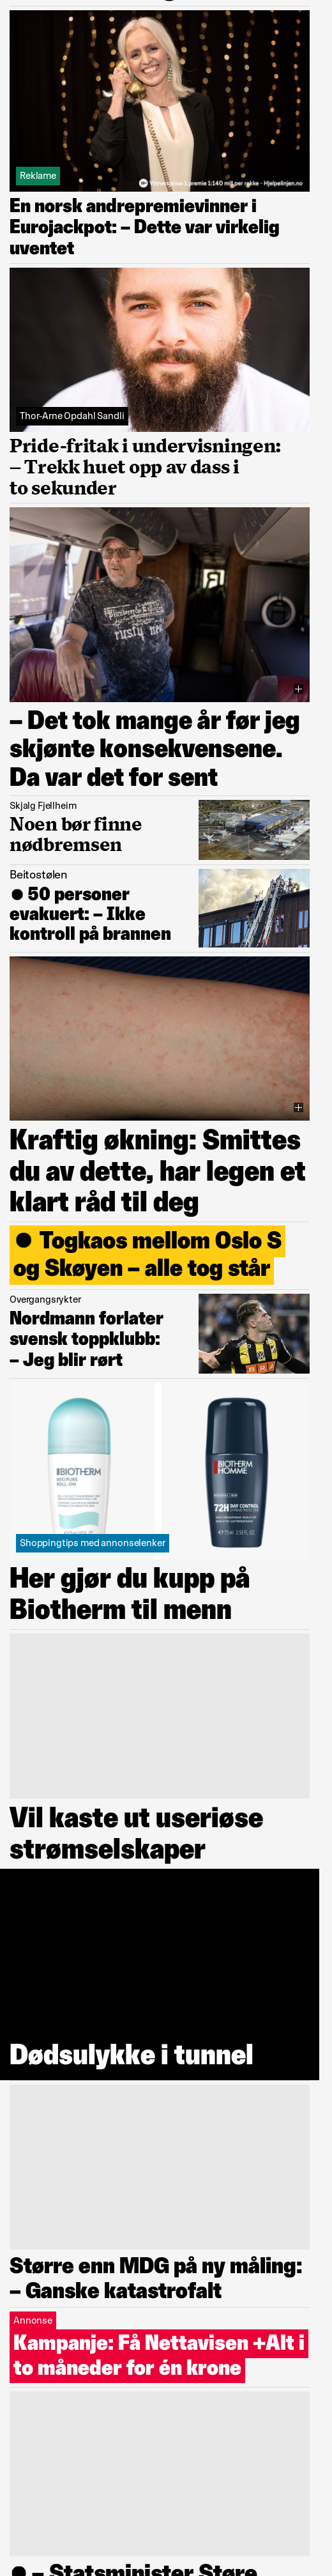 Vinnersjanse 1.premie 1:140 mill per rekke - Hjelpelinjen.no
Reklame
En norsk andrepremievinner i
Eurojackpot: – Dette var virkelig
uventet
Thor-Arne Opdahl Sandli
Pride-fritak i undervisningen:
– Trekk huet opp av dass i
to sekunder
– Det tok mange år før jeg
skjønte konsekvensene.
Da var det for sent
Skjalg Fjellheim
Noen bør finne
nødbremsen
Beitostølen
● 50 personer
evakuert: – Ikke
kontroll på brannen
Kraftig økning: Smittes
du av dette, har legen et
klart råd til deg
● Togkaos mellom Oslo S
og Skøyen – alle tog står
Overgangsrykter
Nordmann forlater
svensk toppklubb:
– Jeg blir rørt
BIOTHERM
DEO PURE
ROLL-ON
BIOTHERM
HOMME
72H DAY CONTROL
Shoppingtips med annonselenker
Her gjør du kupp på
Biotherm til menn
Vil kaste ut useriøse
strømselskaper
Dødsulykke i tunnel
Større enn MDG på ny måling:
– Ganske katastrofalt
Annonse
Kampanje: Få Nettavisen +Alt i
to måneder for én krone
● – Statsminister Støre